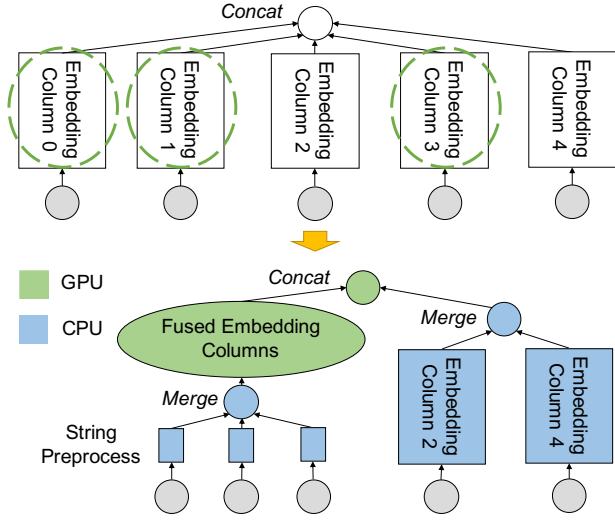 Concat
Embedding
Column 0
Embedding
Column 1
Embedding
Column 2
Embedding
Column 3
Embedding
Column 4
GPU
CPU
Concat
Fused Embedding
Columns
Merge
Merge
String
Preprocess
Embedding
Column 2
Embedding
Column 4